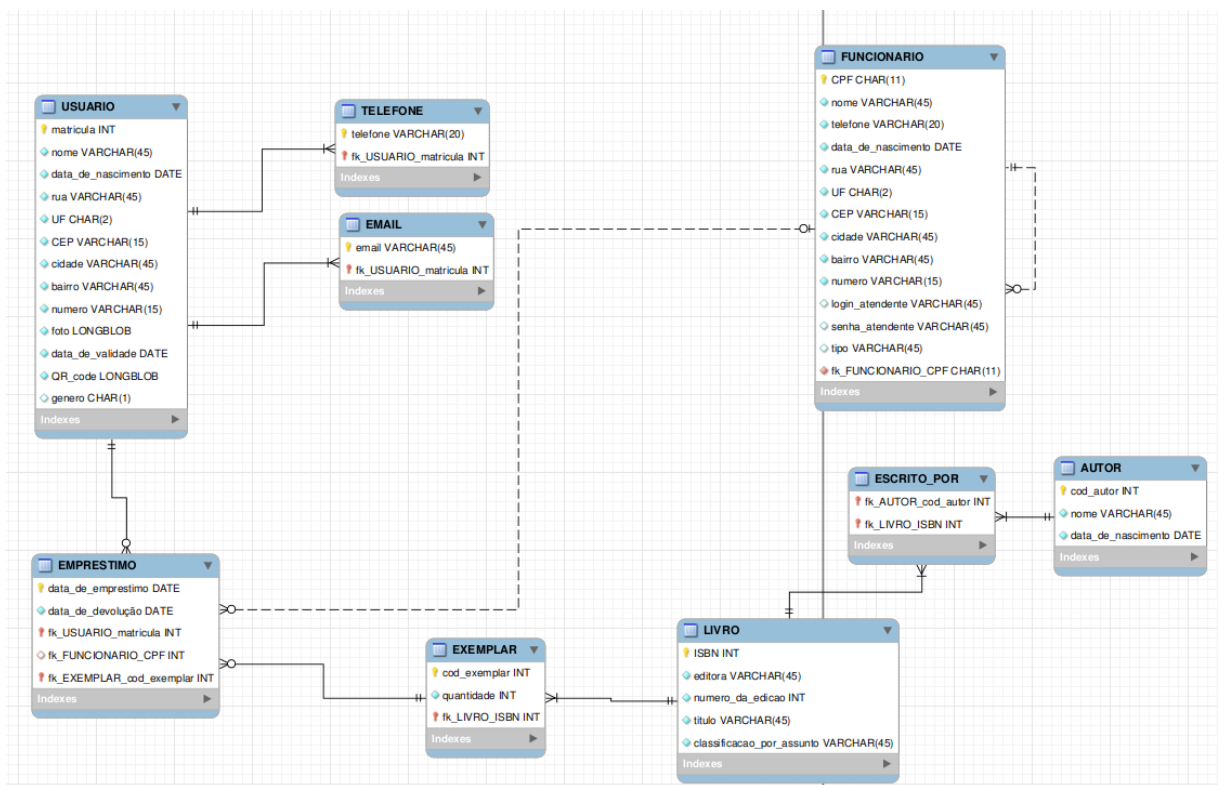 USUARIO
matricula INT
nome VARCHAR(45)
data_de_nascimento DATE
rua VARCHAR(45)
UF CHAR(2)
CEP VARCHAR(15)
cidade VARCHAR(45)
bairro VARCHAR(45)
numero VARCHAR(15)
foto LONGBLOB
data_de_validade DATE
QR_code LONGBLOB
genero CHAR(1)
Indexes
TELEFONE
telefone VARCHAR(20)
fk_USUARIO_matricula INT
Indexes
EMAIL
email VARCHAR(45)
fk_USUARIO_matricula INT
Indexes
FUNCIONARIO
CPF CHAR(11)
nome VARCHAR(45)
telefone VARCHAR(20)
data_de_nascimento DATE
rua VARCHAR(45)
UF CHAR(2)
CEP VARCHAR(15)
cidade VARCHAR(45)
bairro VARCHAR(45)
numero VARCHAR(15)
login_atendente VARCHAR(45)
senha_atendente VARCHAR(45)
tipo VARCHAR(45)
fk_FUNCIONARIO_CPF CHAR(11)
Indexes
ESCRITO_POR
fk_AUTOR_cod_autor INT
fk_LIVRO_ISBN INT
Indexes
AUTOR
cod_autor INT
nome VARCHAR(45)
data_de_nascimento DATE
Indexes
EMPRESTIMO
data_de_emprestimo DATE
data_de_devolução DATE
fk_USUARIO_matricula INT
fk_FUNCIONARIO_CPF INT
fk_EXEMPLAR_cod_exemplar INT
Indexes
EXEMPLAR
cod_exemplar INT
quantidade INT
fk_LIVRO_ISBN INT
Indexes
LIVRO
ISBN INT
editora VARCHAR(45)
numero_da_edicao INT
titulo VARCHAR(45)
classificacao_por_assunto VARCHAR(45)
Indexes